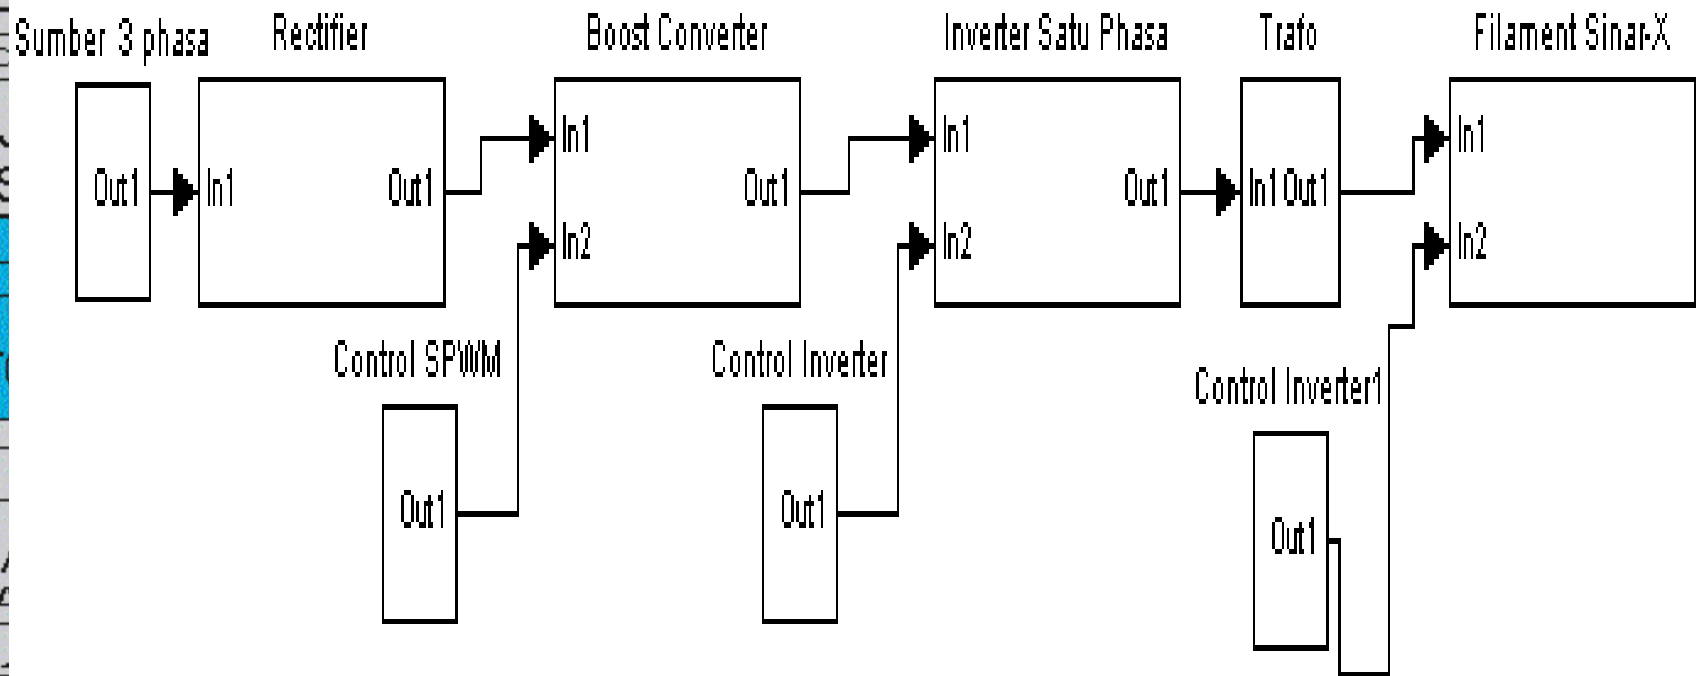 Sumber 3 phasa
Rectifier
Boost Converter
Inverter Satu Phasa
Trafo
Filament Sinar-X
Out1
In1
Out1
In1
In2
Out1
In1
In2
Out1
In1 Out1
In1
In2
Control SPWM
Out1
Control Inverter
Out1
Control Inverter1
Out1